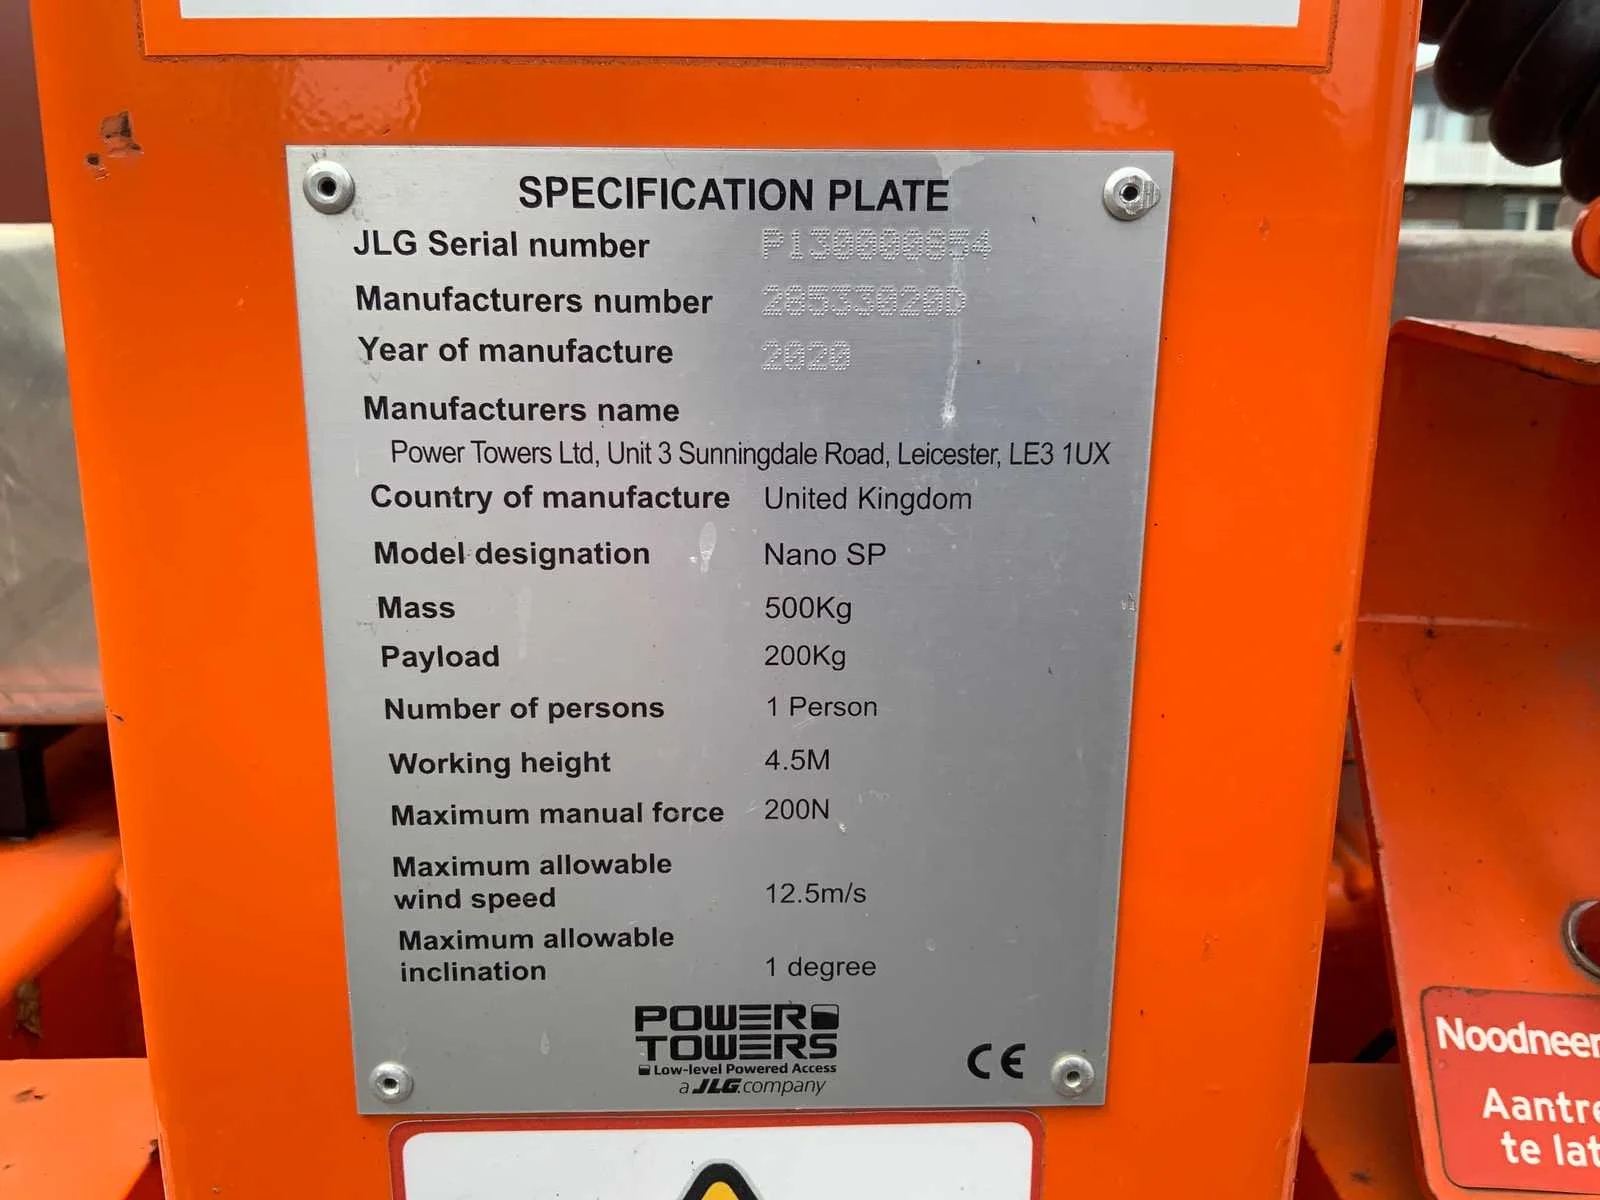 SPECIFICATION PLATE
JLG Serial number P130000854
Manufacturers number 20533020D
Year of manufacture 2020
Manufacturers name
Power Towers Ltd, Unit 3 Sunningdale Road, Leicester, LE3 1UX
Country of manufacture United Kingdom
Model designation Nano SP
Mass 500Kg
Payload 200Kg
Number of persons 1 Person
Working height 4.5M
Maximum manual force 200N
Maximum allowable
wind speed 12.5m/s
Maximum allowable
inclination 1 degree
POWER
TOWERS
Low-level Powered Access
a JLG company
CE
Noodneer
Aantre
te lat